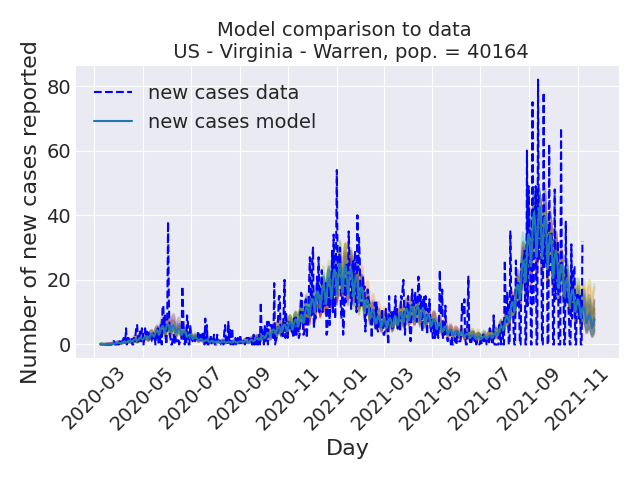 Model comparison to data
US - Virginia - Warren, pop. = 40164
Number of new cases reported
80
60
40
20
0
new cases data
new cases model
2020-03
2020-05
2020-07
2020-09
2020-11
2021-01
2021-03
2021-05
2021-07
2021-09
2021-11
Day